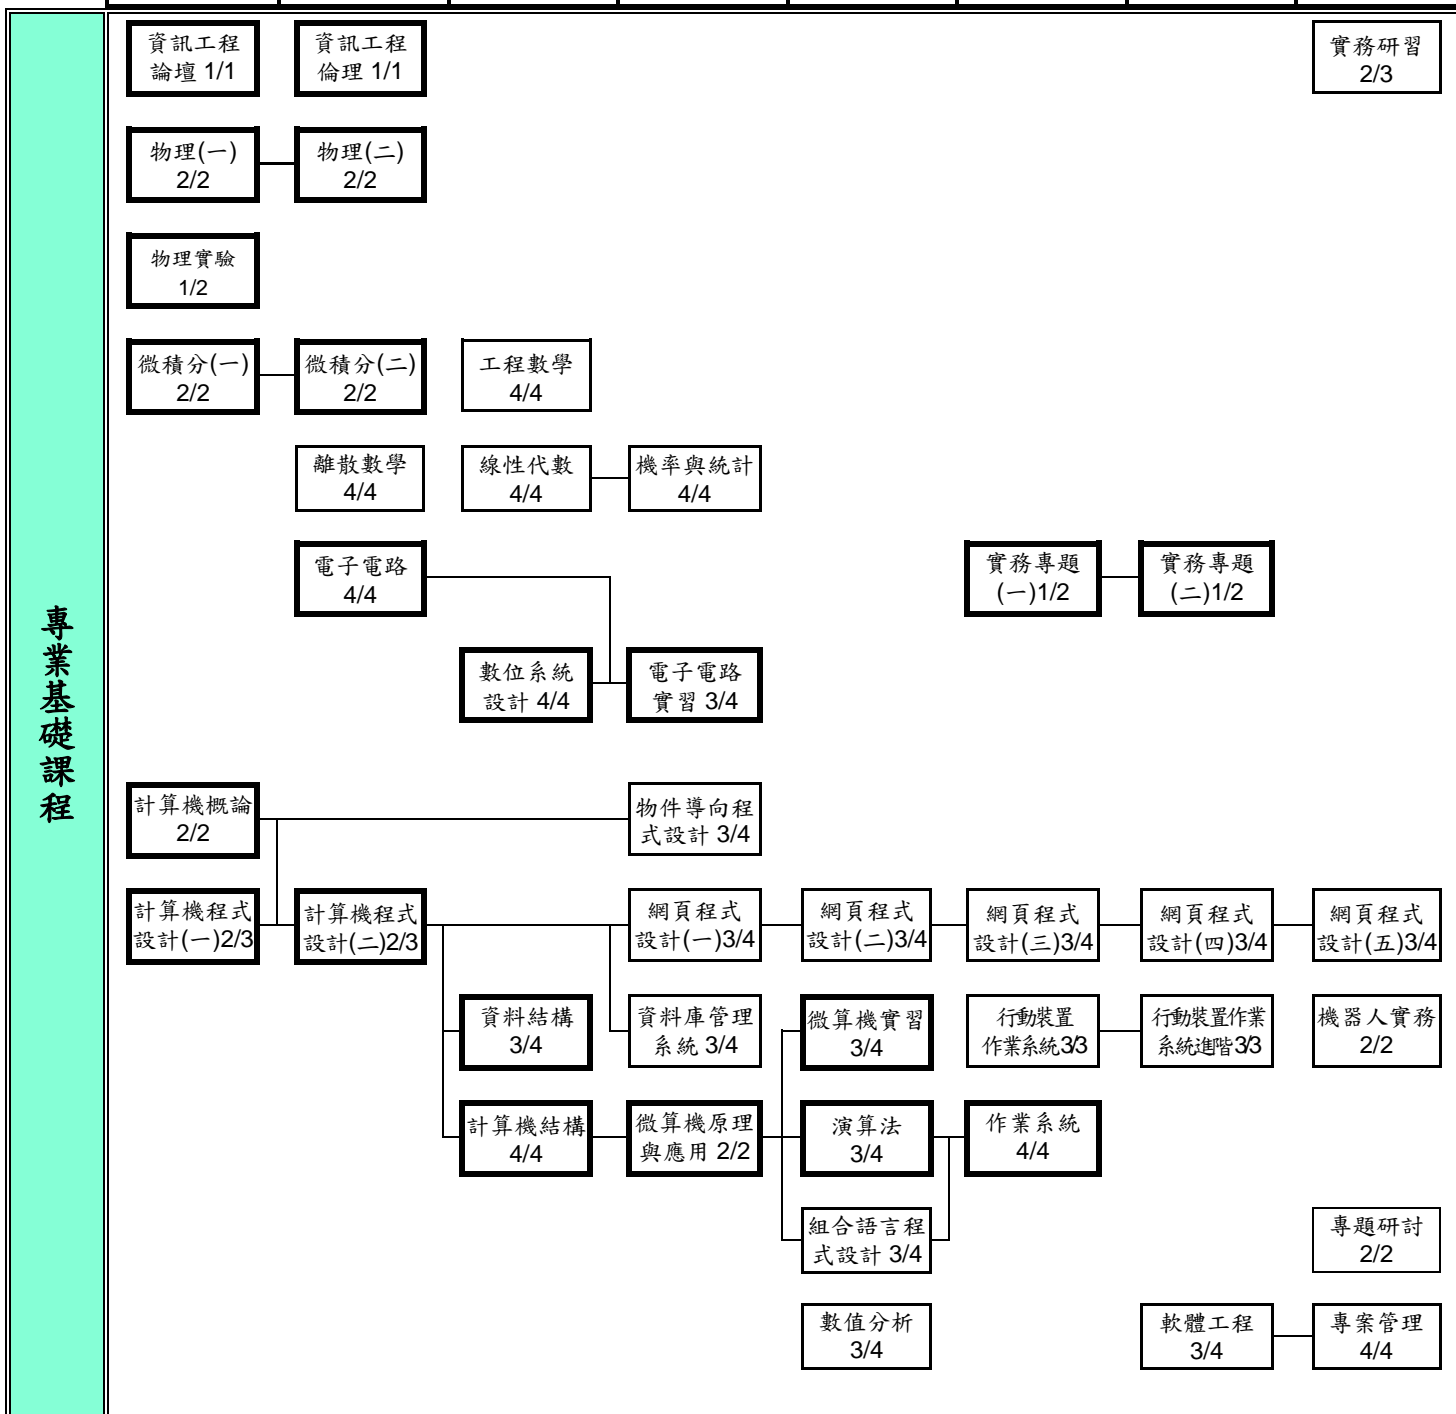 專業基礎課程
資訊工程
論壇 1/1
資訊工程
倫理 1/1
實務研習
2/3
物理(一)
2/2
物理(二)
2/2
物理實驗
1/2
微積分(一)
2/2
微積分(二)
2/2
工程數學
4/4
離散數學
4/4
線性代數
4/4
機率與統計
4/4
電子電路
4/4
實務專題
(一)1/2
實務專題
(二)1/2
數位系統
設計 4/4
電子電路
實習 3/4
計算機概論
2/2
物件導向程
式設計 3/4
計算機程式
設計(一)2/3
計算機程式
設計(二)2/3
網頁程式
設計(一)3/4
網頁程式
設計(二)3/4
網頁程式
設計(三)3/4
網頁程式
設計(四)3/4
網頁程式
設計(五)3/4
資料結構
3/4
資料庫管理
系統 3/4
微算機實習
3/4
行動裝置
作業系統3/3
行動裝置作業
系統進階3/3
機器人實務
2/2
計算機結構
4/4
微算機原理
與應用 2/2
演算法
3/4
作業系統
4/4
組合語言程
式設計 3/4
專題研討
2/2
數值分析
3/4
軟體工程
3/4
專案管理
4/4